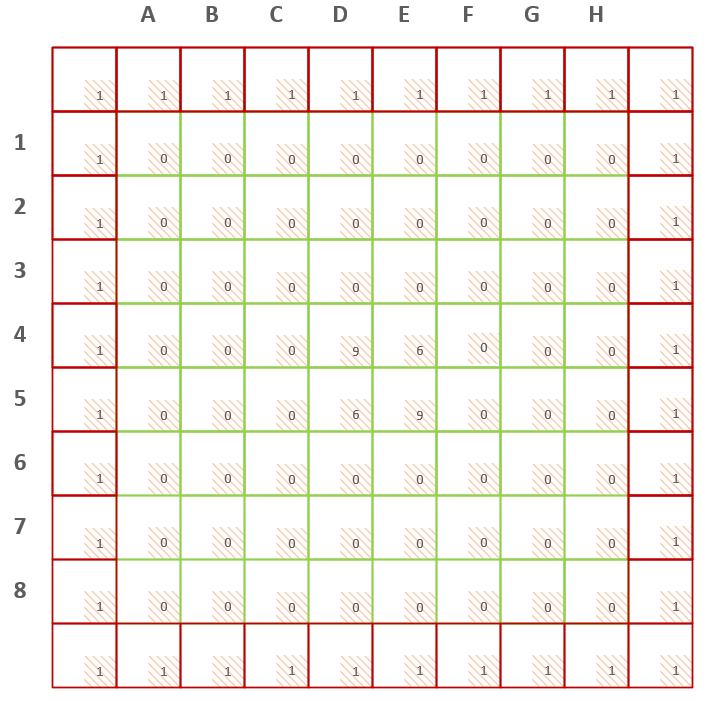 A B C D E F G H
1 1 1 1 1 1 1 1 1 1
1 1 0 0 0 0 0 0 0 0 1
2 1 0 0 0 0 0 0 0 0 1
3 1 0 0 0 0 0 0 0 0 1
4 1 0 0 0 9 6 0 0 0 1
5 1 0 0 0 6 9 0 0 0 1
6 1 0 0 0 0 0 0 0 0 1
7 1 0 0 0 0 0 0 0 0 1
8 1 0 0 0 0 0 0 0 0 1
1 1 1 1 1 1 1 1 1 1